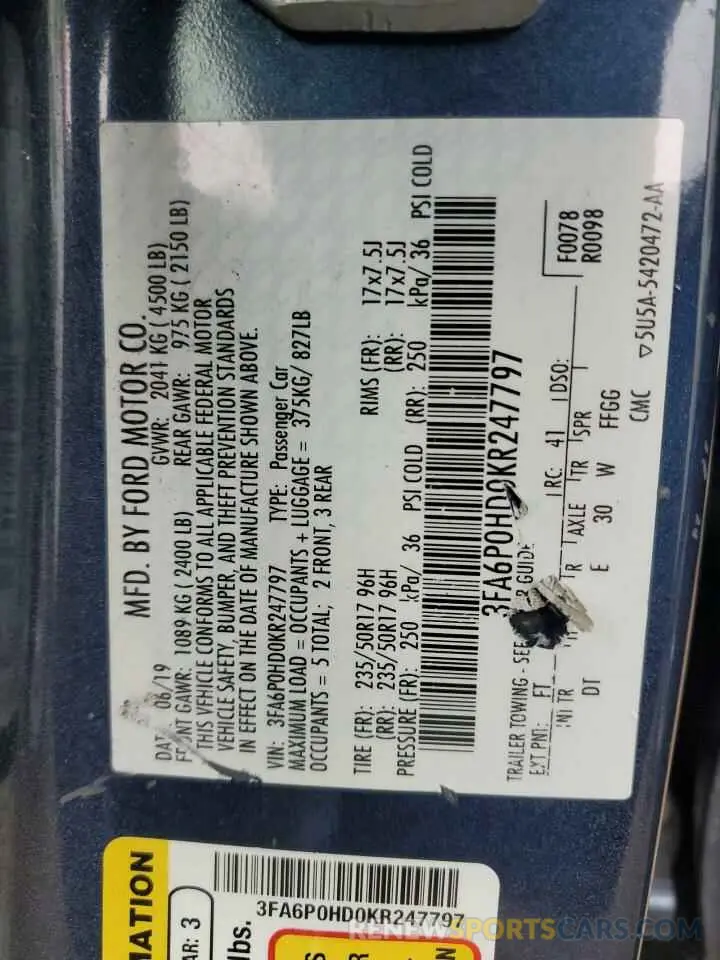 MFD. BY FORD MOTOR CO.
06/19 GVWR: 2041 KG ( 4500 LB)
GAWR: 1089 KG ( 2400 LB) REAR GAWR: 975 KG ( 2150 LB)
THIS VEHICLE CONFORMS TO ALL APPLICABLE FEDERAL MOTOR
VEHICLE SAFETY, BUMPER, AND THEFT PREVENTION STANDARDS
IN EFFECT ON THE DATE OF MANUFACTURE SHOWN ABOVE.
VIN: 3FA6P0HD0KR247797 TYPE: Passenger Car
MAXIMUM LOAD = OCCUPANTS + LUGGAGE = 375KG/ 827LB
OCCUPANTS = 5 TOTAL; 2 FRONT, 3 REAR
TIRE (FR): 235/50R17 96H RIMS (FR): 17x7.5J
(RR): 235/50R17 96H (RR): 17x7.5J
PRESSURE (FR): 250 kPa/ 36 PSI COLD (RR): 250 kPa/ 36 PSI COLD
3FA6P0HD0KR247797
TRAILER TOWING - SEE GUIDE
EXT PNT: FT RC: 41 DSO: F0078
R0098
INT TR AXLE TR SPR
DT E 30 W FFGG
CMC ▽5U5A-5420472-AA
MATION
AR: 3
lbs.
3FA6P0HD0KR247797
RENEWSPORTSCARS.COM